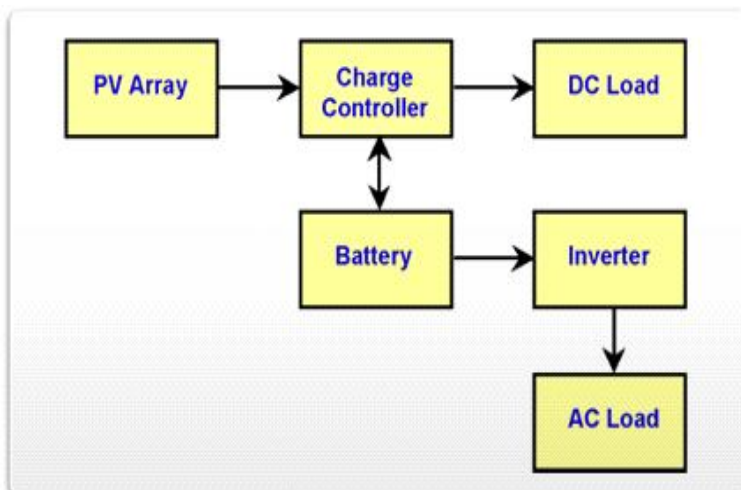 PV Array
Charge
Controller
DC Load
Battery
Inverter
AC Load